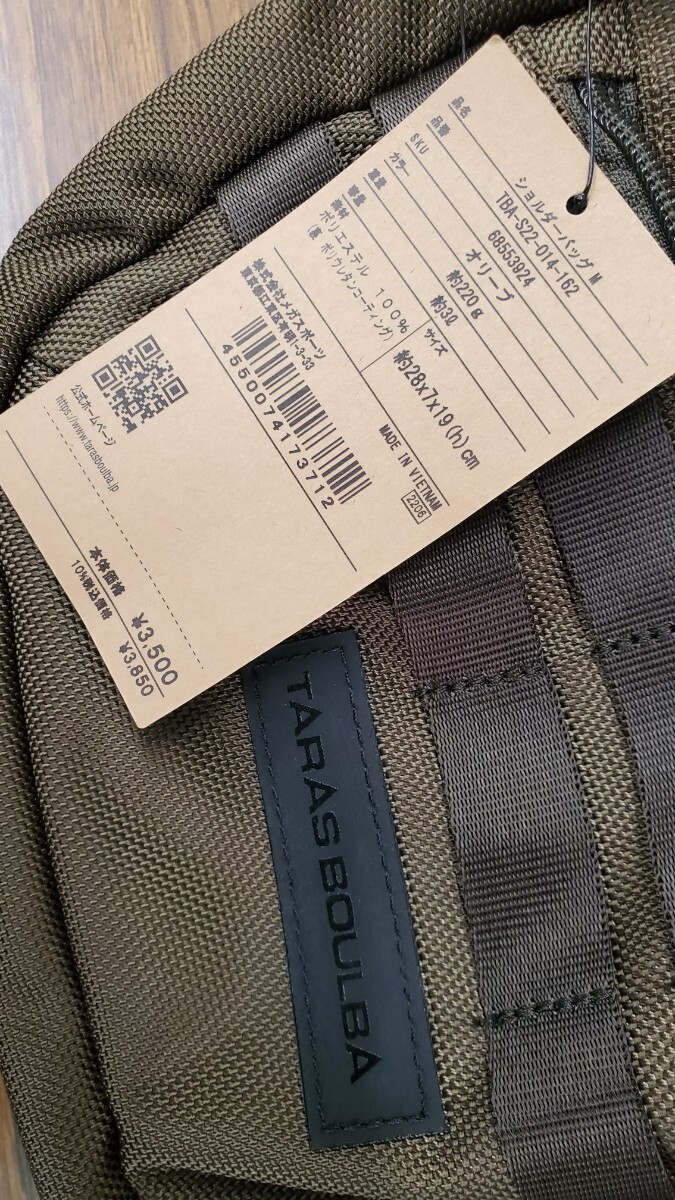 品名 ショルダーバッグ M
品番 TBA-S22-014-162
SKU 68553924
カラー オリーブ
重量 約220g
容量 約3ℓ サイズ 約28x7x19(h)cm
素材
ポリエステル 100%
(裏 ポリウレタンコーティング)
MADE IN VIETNAM
2206
株式会社メガスポーツ
4550074173712
公式ホームページ
https://www.tarasboulba.jp
本体価格 ¥3,500
10%税込価格 ¥3,850
TARAS BOULBA